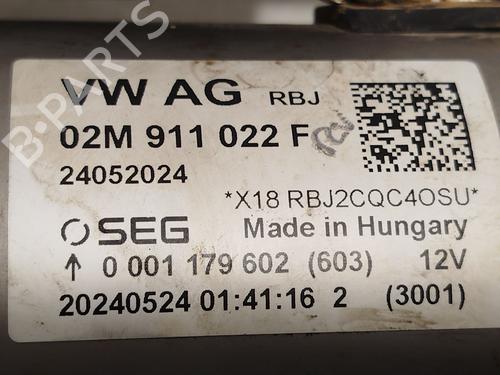 VW AG RBJ
02M 911 022 F
24052024
*X18 RBJ2CQC4OSU*
SEG Made in Hungary
↑ 0 001 179 602 (603) 12V
20240524 01:41:16 2 (3001)
B-PARTS